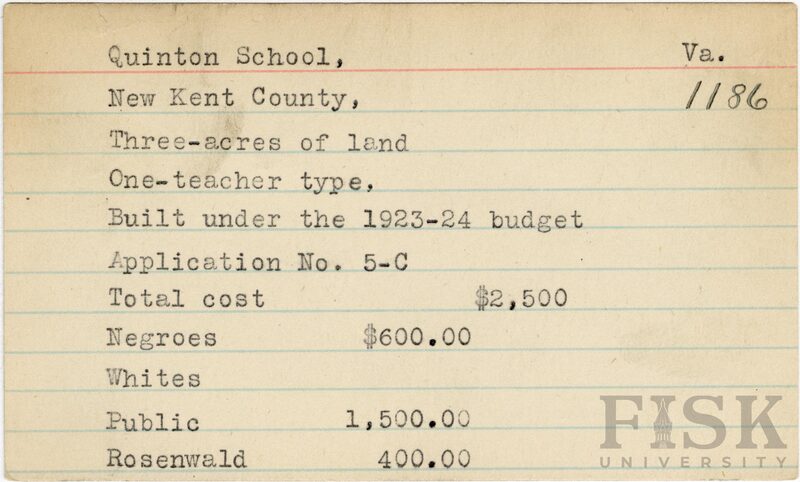 Quinton School, Va.
New Kent County, 1186
Three-acres of land
One-teacher type.
Built under the 1923-24 budget
Application No. 5-C
Total cost $2,500
Negroes $600.00
Whites
Public 1,500.00
Rosenwald 400.00
FISK
UNIVERSITY